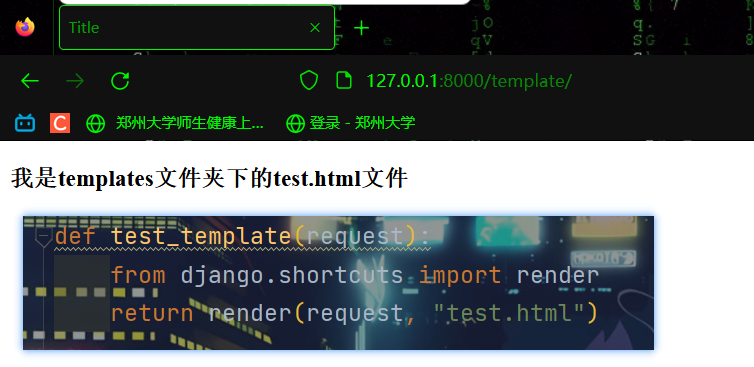 Title
127.0.0.1:8000/template/
郑州大学师生健康上...
登录 - 郑州大学
我是templates文件夹下的test.html文件
def test_template(request):
from django.shortcuts import render
return render(request, "test.html")